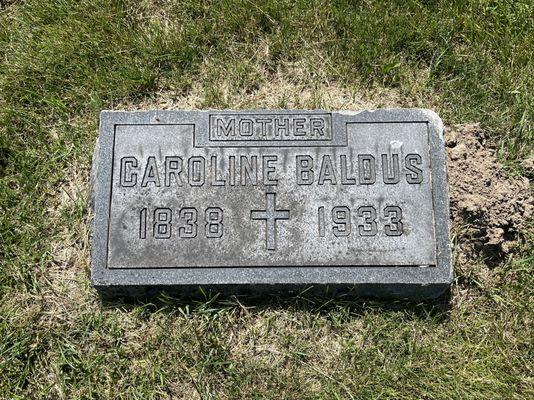 MOTHER
CAROLINE BALDUS
1838 1933